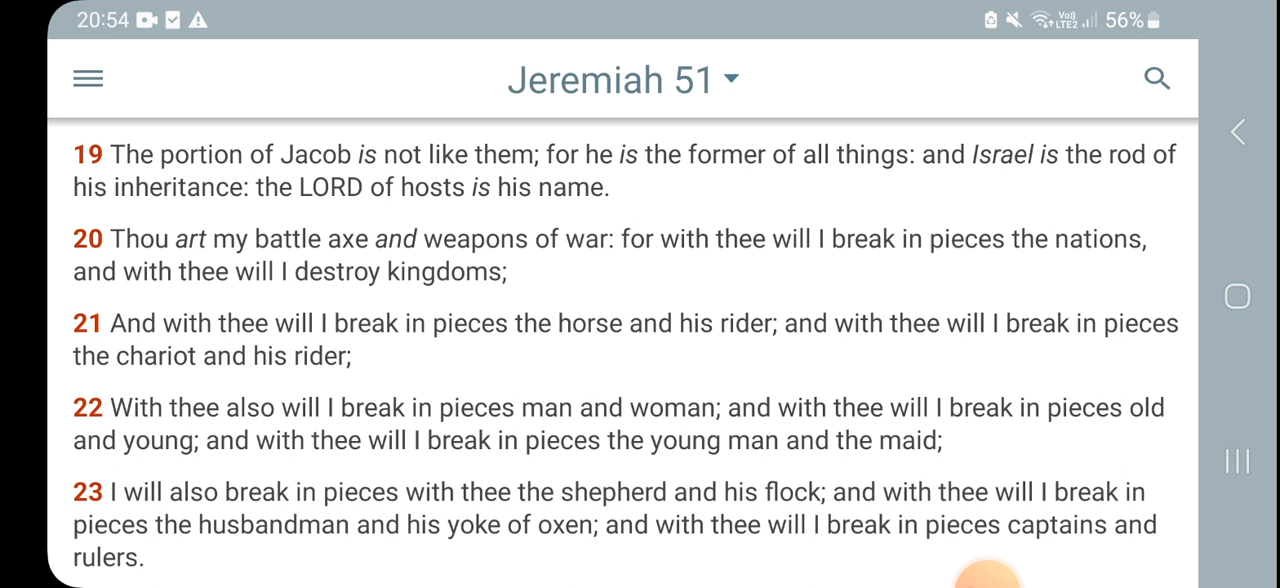 20:54 Vo) LTE2 56%
Jeremiah 51
19 The portion of Jacob is not like them; for he is the former of all things: and Israel is the rod of
his inheritance: the LORD of hosts is his name.
20 Thou art my battle axe and weapons of war: for with thee will I break in pieces the nations,
and with thee will I destroy kingdoms;
21 And with thee will I break in pieces the horse and his rider; and with thee will I break in pieces
the chariot and his rider;
22 With thee also will I break in pieces man and woman; and with thee will I break in pieces old
and young; and with thee will I break in pieces the young man and the maid;
23 I will also break in pieces with thee the shepherd and his flock; and with thee will I break in
pieces the husbandman and his yoke of oxen; and with thee will I break in pieces captains and
rulers.